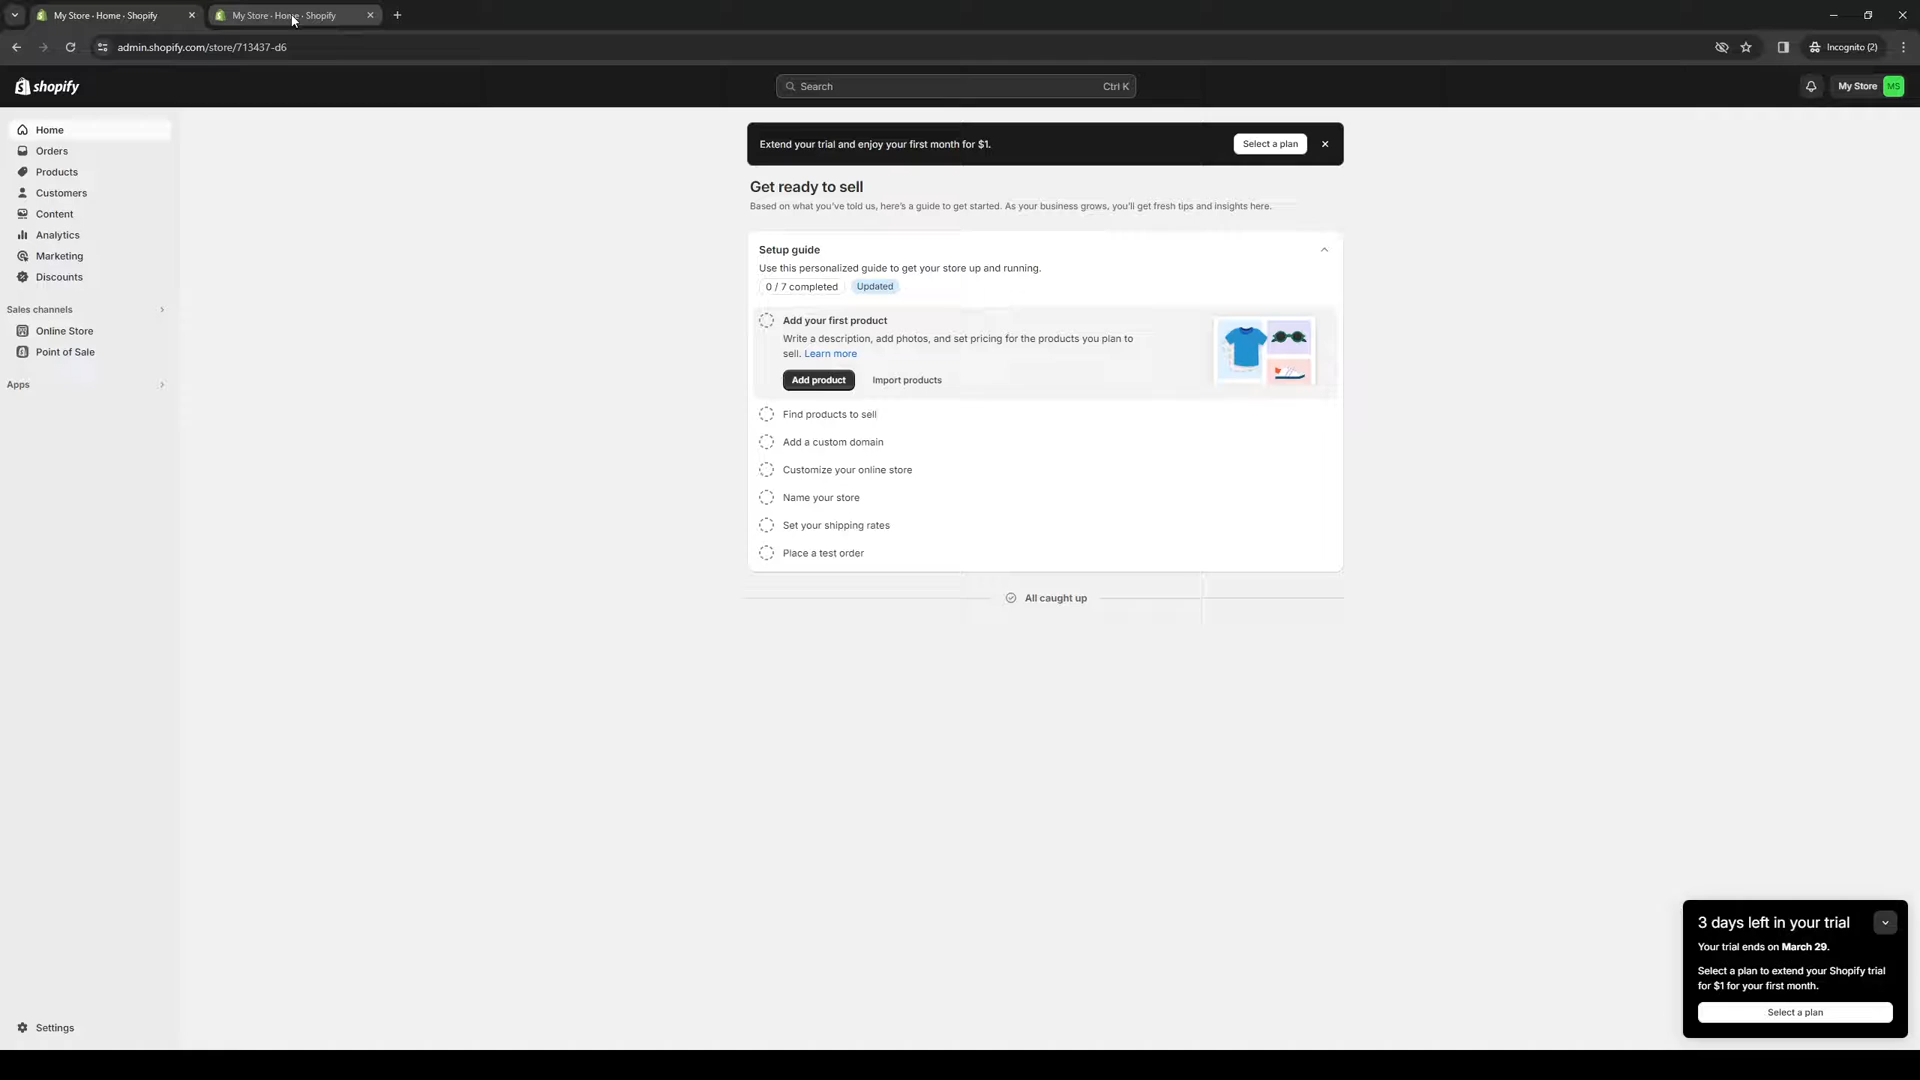 My Store · Home · Shopify
My Store · Home · Shopify
admin.shopify.com/store/713437-d6
Incognito (2)
shopify
Search
Ctrl K
My Store
MS
Home
Orders
Products
Customers
Content
Analytics
Marketing
Discounts
Sales channels
Online Store
Point of Sale
Apps
Settings
Extend your trial and enjoy your first month for $1.
Select a plan
Get ready to sell
Based on what you've told us, here's a guide to get started. As your business grows, you'll get fresh tips and insights here.
Setup guide
Use this personalized guide to get your store up and running.
0 / 7 completed
Updated
Add your first product
Write a description, add photos, and set pricing for the products you plan to
sell. Learn more
Add product
Import products
Find products to sell
Add a custom domain
Customize your online store
Name your store
Set your shipping rates
Place a test order
All caught up
3 days left in your trial
Your trial ends on March 29.
Select a plan to extend your Shopify trial
for $1 for your first month.
Select a plan